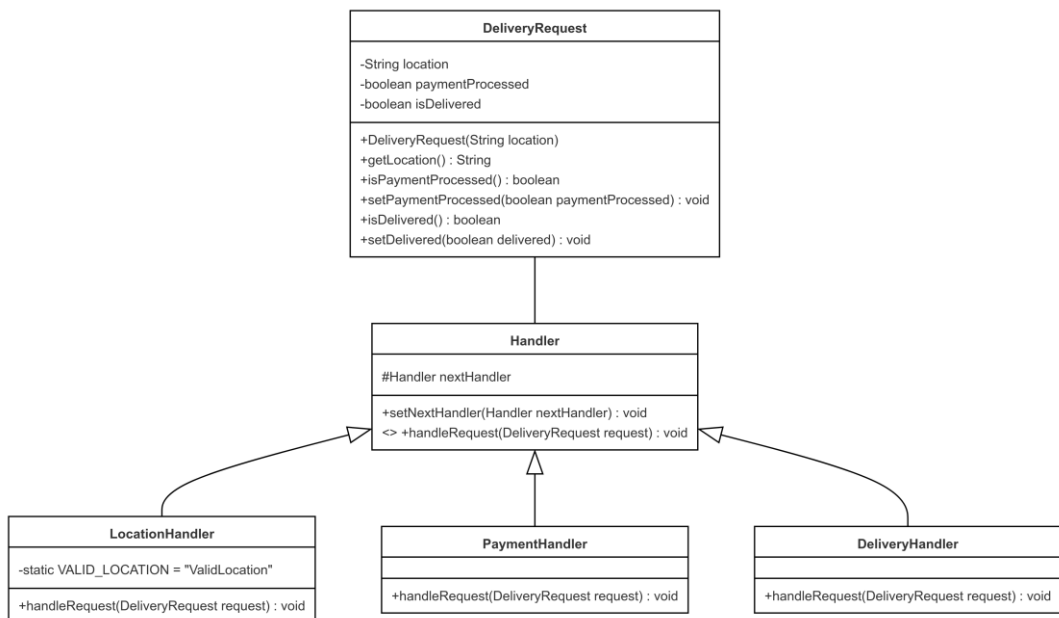 DeliveryRequest
-String location
-boolean paymentProcessed
-boolean isDelivered
+DeliveryRequest(String location)
+getLocation() : String
+isPaymentProcessed() : boolean
+setPaymentProcessed(boolean paymentProcessed) : void
+isDelivered() : boolean
+setDelivered(boolean delivered) : void
Handler
#Handler nextHandler
+setNextHandler(Handler nextHandler) : void
<> +handleRequest(DeliveryRequest request) : void
LocationHandler
-static VALID_LOCATION = "ValidLocation"
+handleRequest(DeliveryRequest request) : void
PaymentHandler
+handleRequest(DeliveryRequest request) : void
DeliveryHandler
+handleRequest(DeliveryRequest request) : void